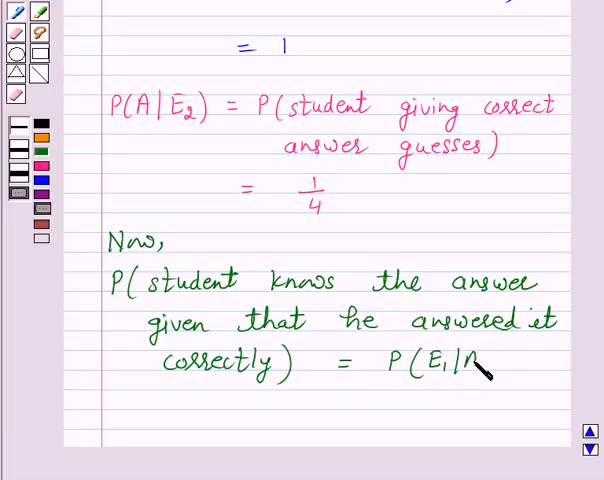 = 1
P(A|E₂) = P(student giving correct
answer guesses)
= 1/4
Now,
P(student knows the answer
given that he answered it
correctly) = P(E₁|